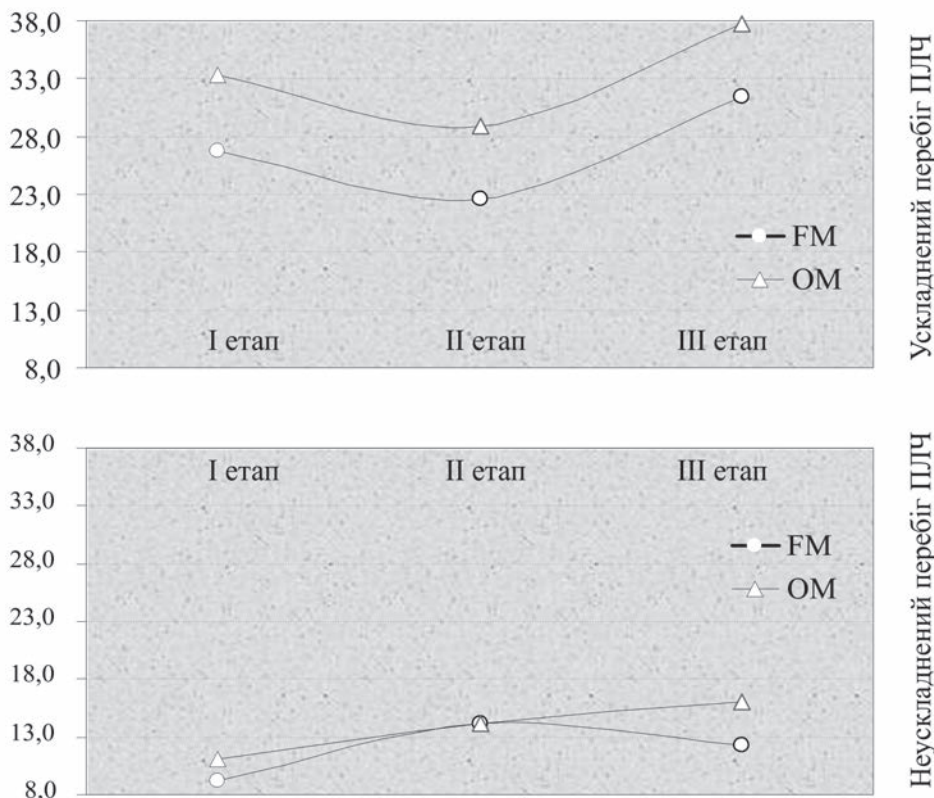 38,0
33,0
28,0
23,0
18,0
13,0
8,0
I етап II етап III етап
FM
OM
Ускладнений перебіг ПЛЧ
38,0
33,0
28,0
23,0
18,0
13,0
8,0
I етап II етап III етап
FM
OM
Неускладнений перебіг ПЛЧ